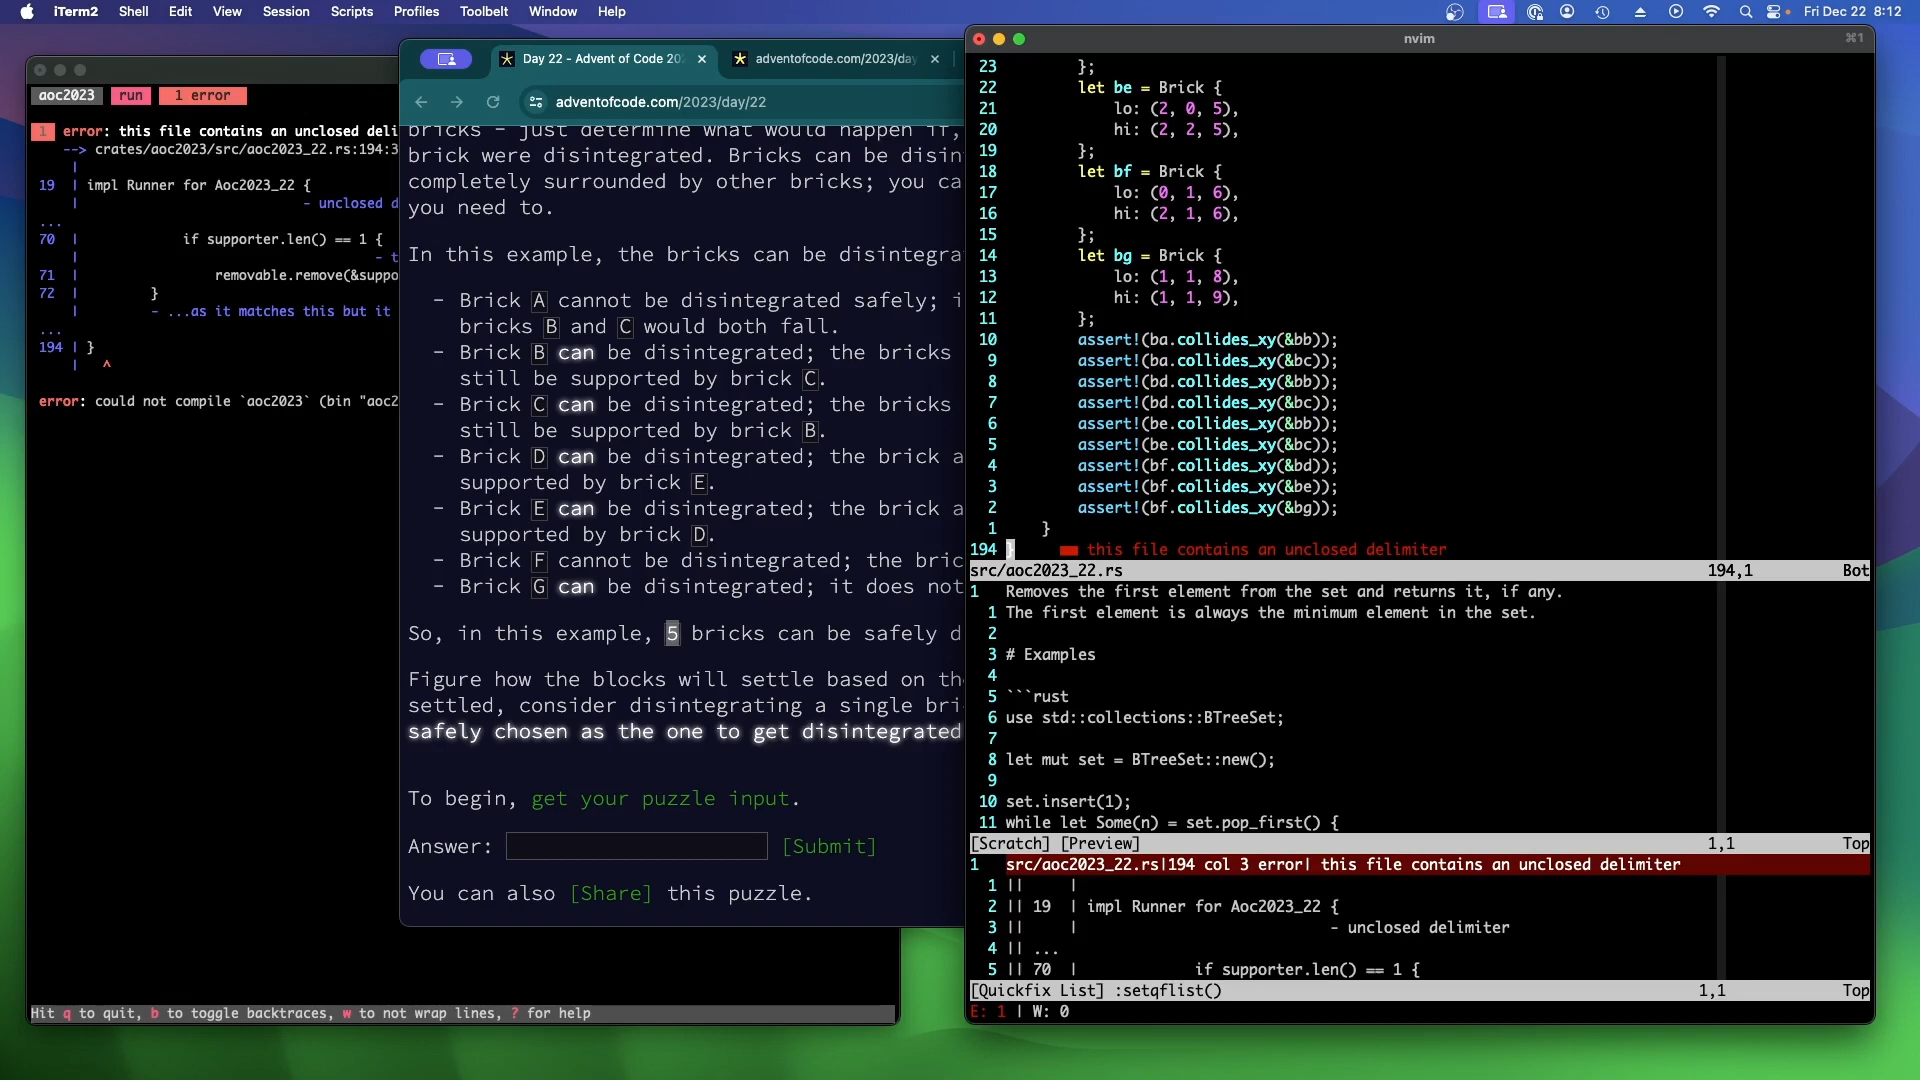 iTerm2 Shell Edit View Session Scripts Profiles Toolbelt Window Help
Fri Dec 22 8:12
aoc2023 run 1 error
1 error: this file contains an unclosed deli
--> crates/aoc2023/src/aoc2023_22.rs:194:3
|
19 | impl Runner for Aoc2023_22 {
| - unclosed d
...
70 | if supporter.len() == 1 {
| - t
71 | removable.remove(&suppo
72 | }
| - ...as it matches this but it
...
194 | }
| ^
error: could not compile `aoc2023` (bin "aoc2
Hit q to quit, b to toggle backtraces, w to not wrap lines, ? for help
Day 22 - Advent of Code 20
adventofcode.com/2023/day
adventofcode.com/2023/day/22
bricks - just determine what would happen if,
brick were disintegrated. Bricks can be disin
completely surrounded by other bricks; you ca
you need to.
In this example, the bricks can be disintegra
- Brick A cannot be disintegrated safely; i
bricks B and C would both fall.
- Brick B can be disintegrated; the bricks
still be supported by brick C.
- Brick C can be disintegrated; the bricks
still be supported by brick B.
- Brick D can be disintegrated; the brick a
supported by brick E.
- Brick E can be disintegrated; the brick a
supported by brick D.
- Brick F cannot be disintegrated; the bric
- Brick G can be disintegrated; it does not
So, in this example, 5 bricks can be safely d
Figure how the blocks will settle based on th
settled, consider disintegrating a single bri
safely chosen as the one to get disintegrated
To begin, get your puzzle input.
Answer: [Submit]
You can also [Share] this puzzle.
nvim
⌘1
23 };
22 let be = Brick {
21 lo: (2, 0, 5),
20 hi: (2, 2, 5),
19 };
18 let bf = Brick {
17 lo: (0, 1, 6),
16 hi: (2, 1, 6),
15 };
14 let bg = Brick {
13 lo: (1, 1, 8),
12 hi: (1, 1, 9),
11 };
10 assert!(ba.collides_xy(&bb));
9 assert!(ba.collides_xy(&bc));
8 assert!(bd.collides_xy(&bb));
7 assert!(bd.collides_xy(&bc));
6 assert!(be.collides_xy(&bb));
5 assert!(be.collides_xy(&bc));
4 assert!(bf.collides_xy(&bd));
3 assert!(bf.collides_xy(&be));
2 assert!(bf.collides_xy(&bg));
1 }
194 } ■■ this file contains an unclosed delimiter
src/aoc2023_22.rs 194,1 Bot
1 Removes the first element from the set and returns it, if any.
1 The first element is always the minimum element in the set.
2
3 # Examples
4
5 ```rust
6 use std::collections::BTreeSet;
7
8 let mut set = BTreeSet::new();
9
10 set.insert(1);
11 while let Some(n) = set.pop_first() {
[Scratch] [Preview] 1,1 Top
1 src/aoc2023_22.rs|194 col 3 error| this file contains an unclosed delimiter
1 || |
2 || 19 | impl Runner for Aoc2023_22 {
3 || | - unclosed delimiter
4 || ...
5 || 70 | if supporter.len() == 1 {
[Quickfix List] :setqflist() 1,1 Top
E: 1 | W: 0